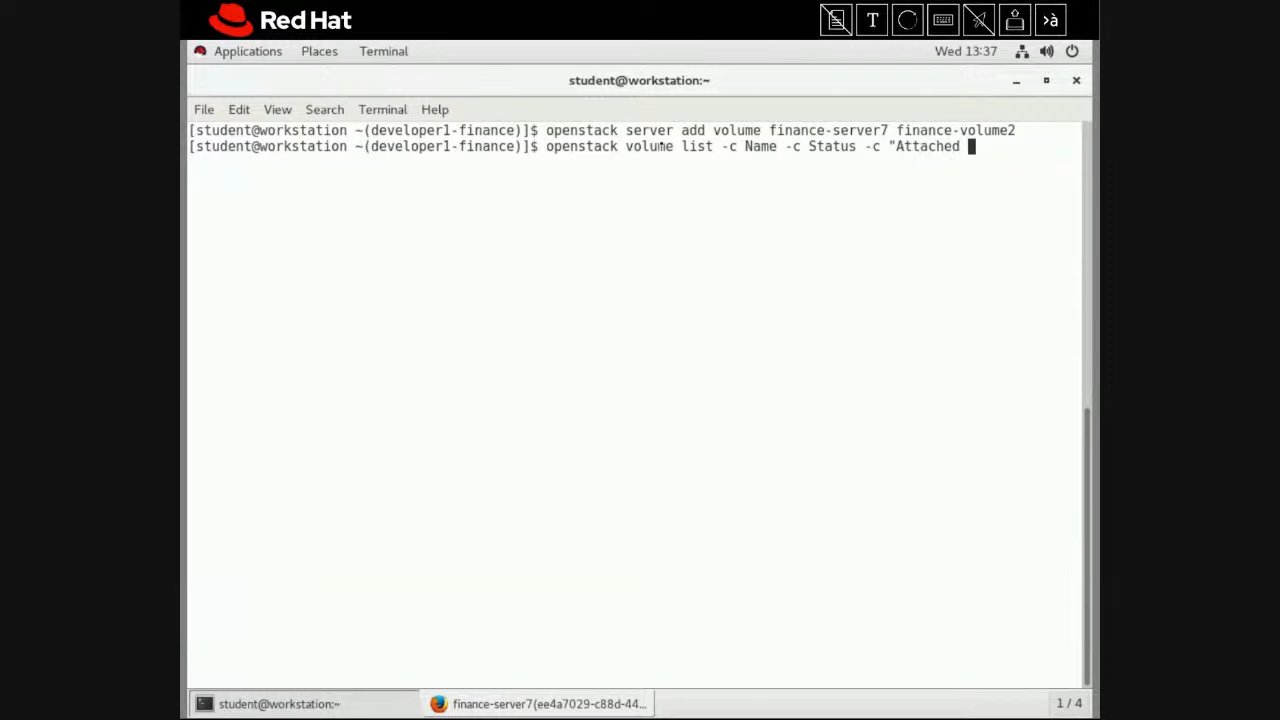 Red Hat
T
›à
Applications Places Terminal Wed 13:37
student@workstation:~
File Edit View Search Terminal Help
[student@workstation ~(developer1-finance)]$ openstack server add volume finance-server7 finance-volume2
[student@workstation ~(developer1-finance)]$ openstack volume list -c Name -c Status -c "Attached
student@workstation:~ finance-server7(ee4a7029-c88d-44... 1 / 4